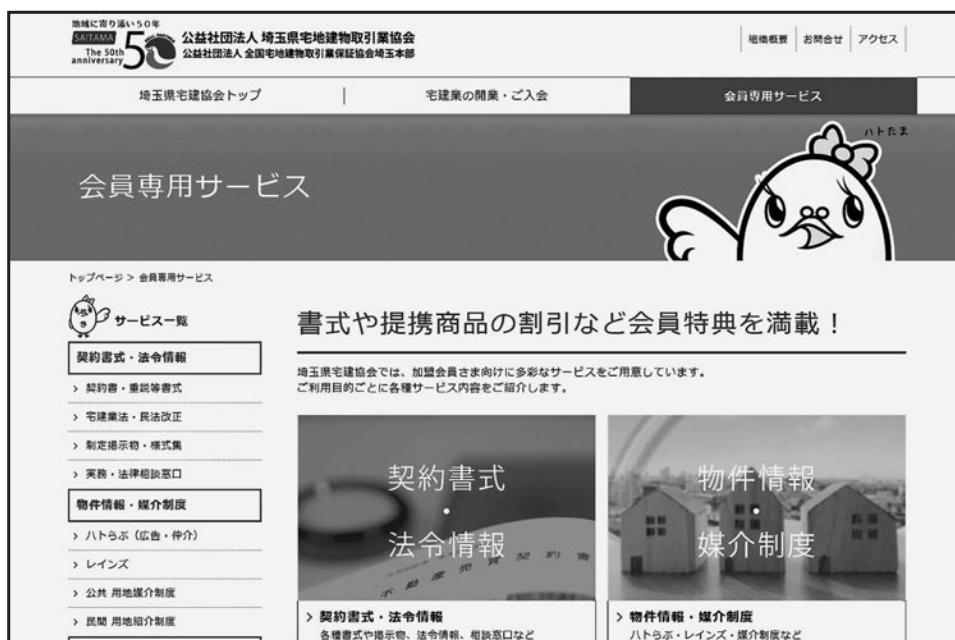 地域に寄り添い50年
SAITAMA
The 50th
anniversary
50
公益社団法人 埼玉県宅地建物取引業協会
公益社団法人 全国宅地建物取引業保証協会埼玉本部
組織概要 お問合せ アクセス
埼玉県宅建協会トップ
宅建業の開業・ご入会
会員専用サービス
ハトたま
会員専用サービス
トップページ > 会員専用サービス
サービス一覧
契約書式・法令情報
> 契約書・重説等書式
> 宅建業法・民法改正
> 制定掲示物・様式集
> 実務・法律相談窓口
物件情報・媒介制度
> ハトらぶ（広告・仲介）
> レインズ
> 公共 用地媒介制度
> 民間 用地紹介制度
書式や提携商品の割引など会員特典を満載！
埼玉県宅建協会では、加盟会員さま向けに多彩なサービスをご用意しています。
ご利用目的ごとに各種サービス内容をご紹介します。
契約書式
・
法令情報
不動産売買契約書
> 契約書式・法令情報
各種書式や掲示物、法令情報、相談窓口など
物件情報
・
媒介制度
> 物件情報・媒介制度
ハトらぶ・レインズ・媒介制度など